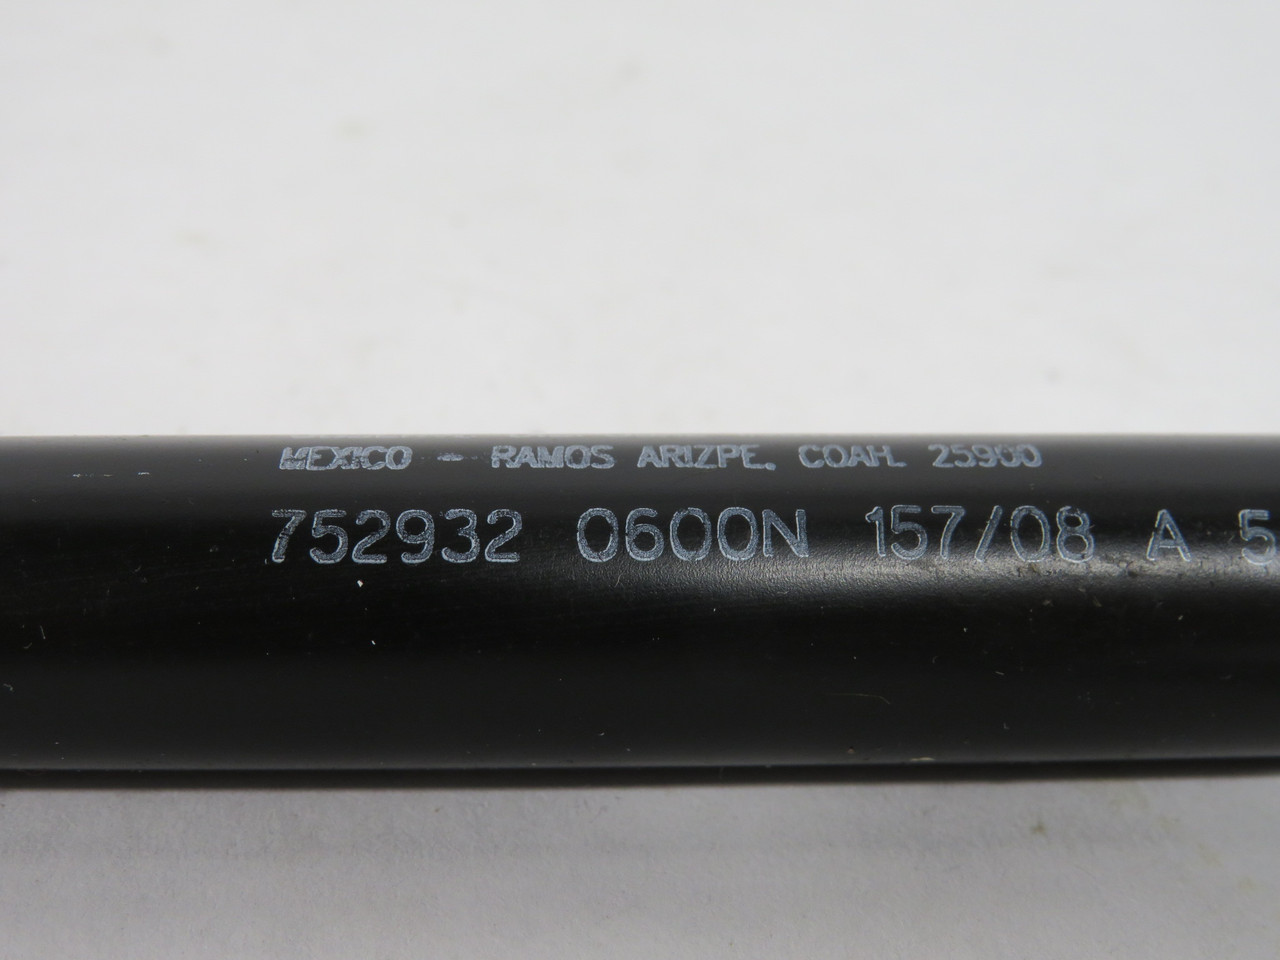 MEXICO - RAMOS ARIZPE, COAH. 25900
752932 0600N 157/08 A 5